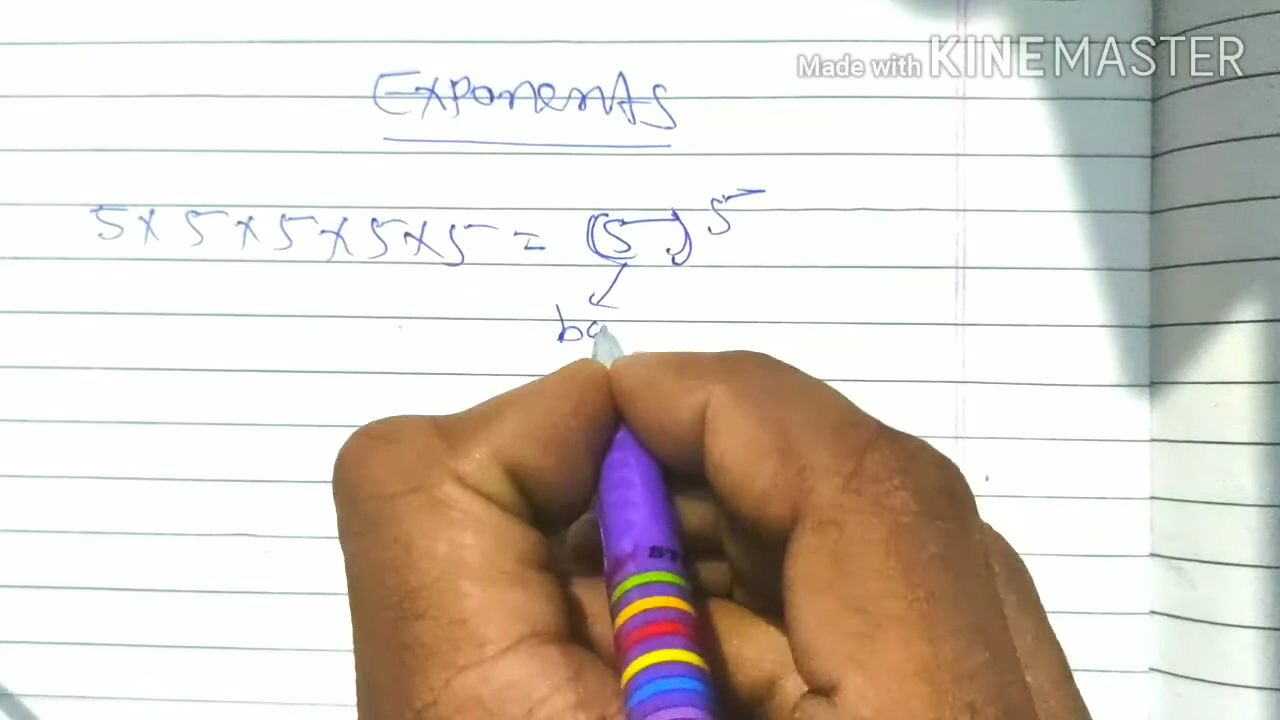 Made with KINEMASTER
Exponents
5 × 5 × 5 × 5 × 5 = (5)⁵
ba